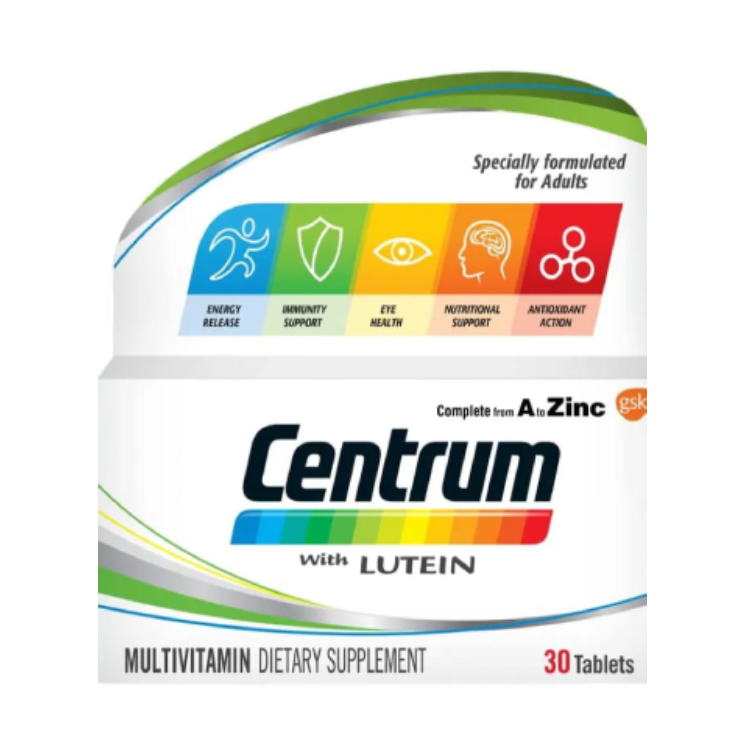 Specially formulated
for Adults
ENERGY
RELEASE
IMMUNITY
SUPPORT
EYE
HEALTH
NUTRITIONAL
SUPPORT
ANTIOXIDANT
ACTION
Complete from A to Zinc
gsk
Centrum
With LUTEIN
MULTIVITAMIN DIETARY SUPPLEMENT
30 Tablets